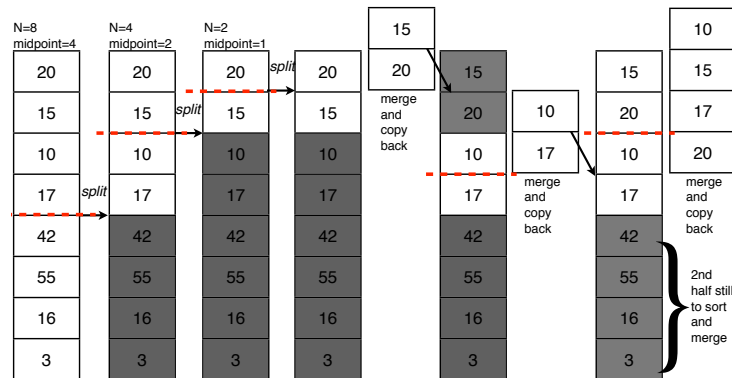 N=8
midpoint=4
20
15
10
17
42
55
16
3
split
N=4
midpoint=2
20
15
10
17
42
55
16
3
split
N=2
midpoint=1
20
15
10
17
42
55
16
3
split
20
15
10
17
42
55
16
3
15
20
merge
and
copy
back
15
20
10
17
42
55
16
3
10
17
merge
and
copy
back
15
20
10
17
42
55
16
3
10
15
17
20
merge
and
copy
back
2nd
half still
to sort
and
merge